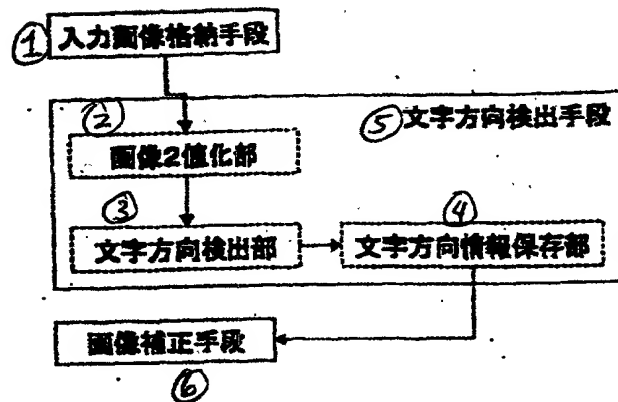 ① 入力画像格納手段
②
⑤ 文字方向検出手段
画像2値化部
③
④
文字方向検出部
文字方向情報保存部
画像補正手段
⑥